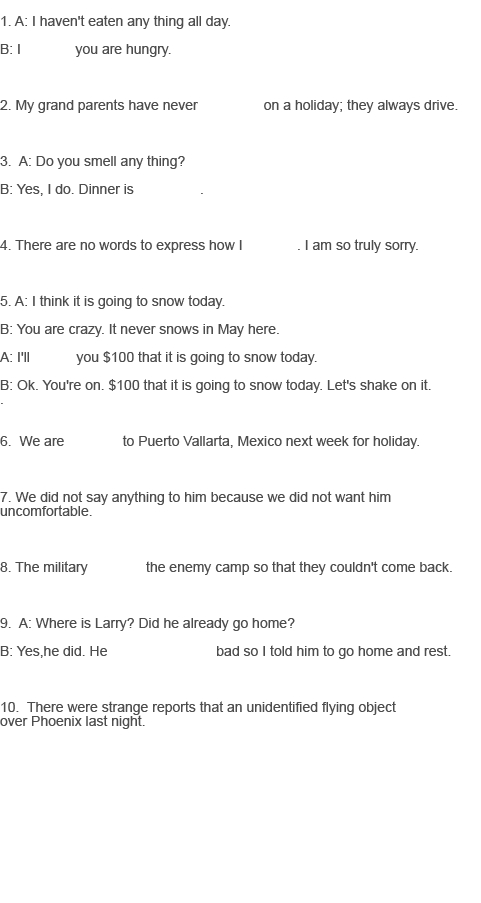 1. A: I haven't eaten any thing all day.
B: I you are hungry.
2. My grand parents have never on a holiday; they always drive.
3. A: Do you smell any thing?
B: Yes, I do. Dinner is .
4. There are no words to express how I . I am so truly sorry.
5. A: I think it is going to snow today.
B: You are crazy. It never snows in May here.
A: I'll you $100 that it is going to snow today.
B: Ok. You're on. $100 that it is going to snow today. Let's shake on it.
.
6. We are to Puerto Vallarta, Mexico next week for holiday.
7. We did not say anything to him because we did not want him
uncomfortable.
8. The military the enemy camp so that they couldn't come back.
9. A: Where is Larry? Did he already go home?
B: Yes,he did. He bad so I told him to go home and rest.
10. There were strange reports that an unidentified flying object
over Phoenix last night.